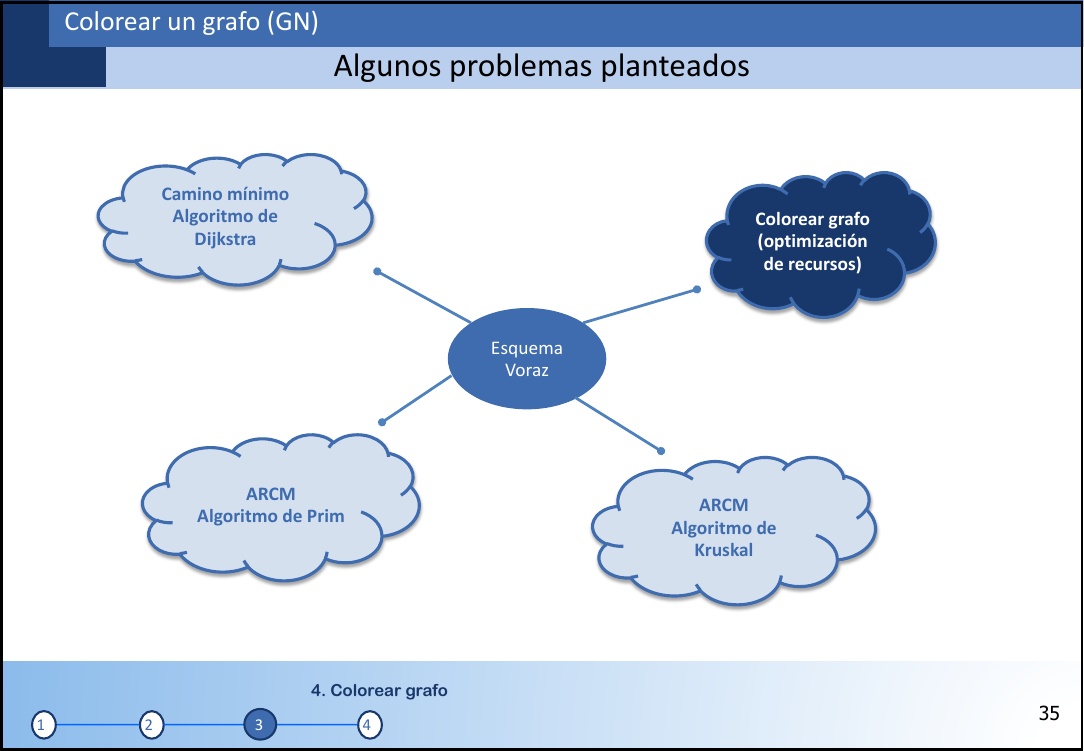 Colorear un grafo (GN)
Algunos problemas planteados
Camino mínimo
Algoritmo de
Dijkstra
Colorear grafo
(optimización
de recursos)
Esquema
Voraz
ARCM
Algoritmo de Prim
ARCM
Algoritmo de
Kruskal
4. Colorear grafo
1 2 3 4
35